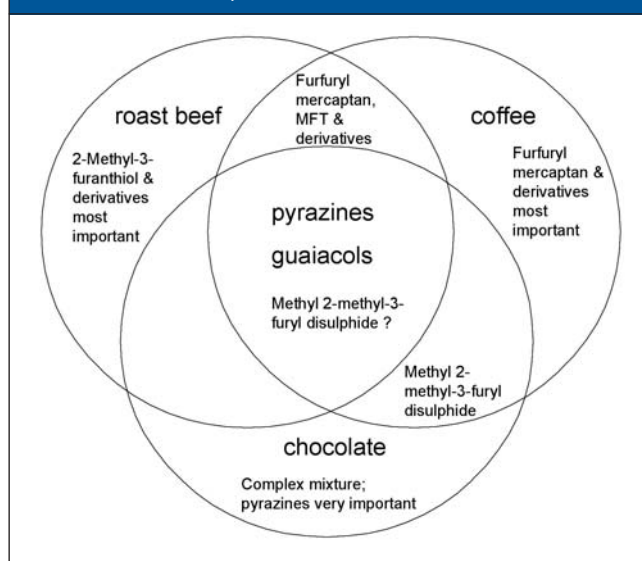 Furfuryl
mercaptan,
MFT &
derivatives
roast beef
coffee
2-Methyl-3-
furanthiol &
derivatives
most
important
Furfuryl
mercaptan &
derivatives
most
important
pyrazines
guaiacols
Methyl 2-methyl-3-
furyl disulphide ?
Methyl 2-
methyl-3-furyl
disulphide
chocolate
Complex mixture;
pyrazines very important